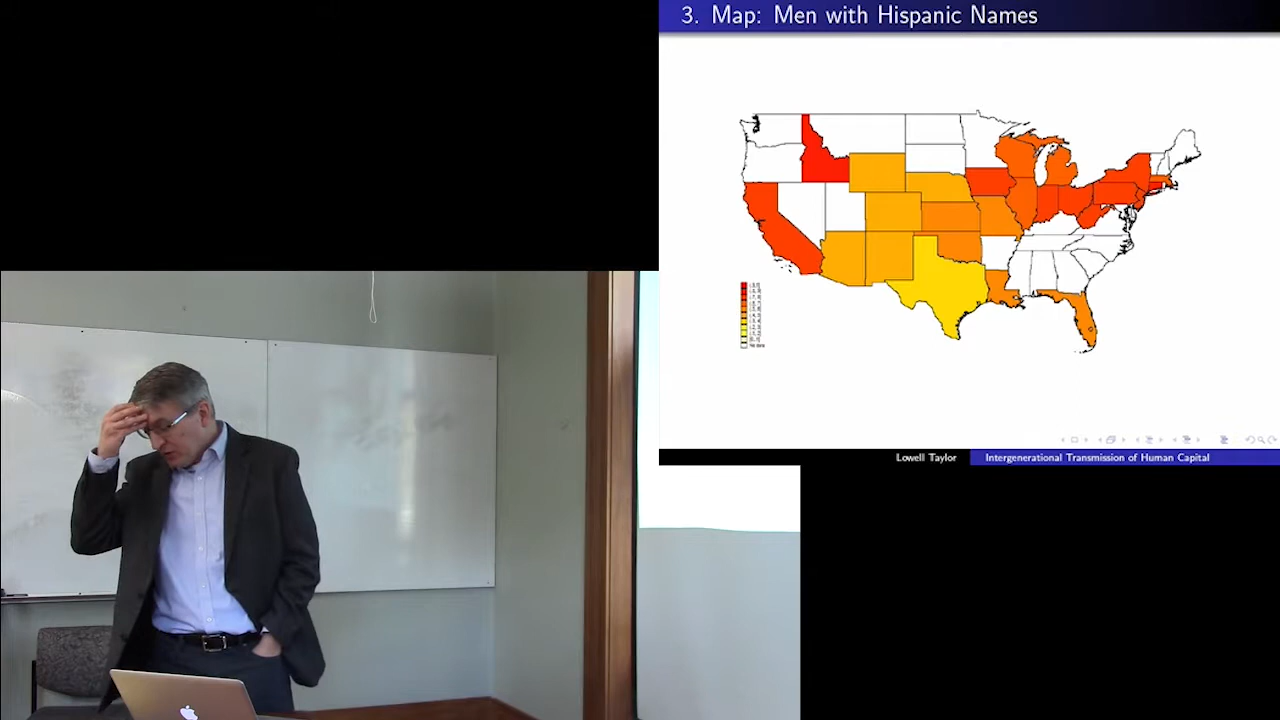 3. Map: Men with Hispanic Names
Lowell Taylor
Intergenerational Transmission of Human Capital